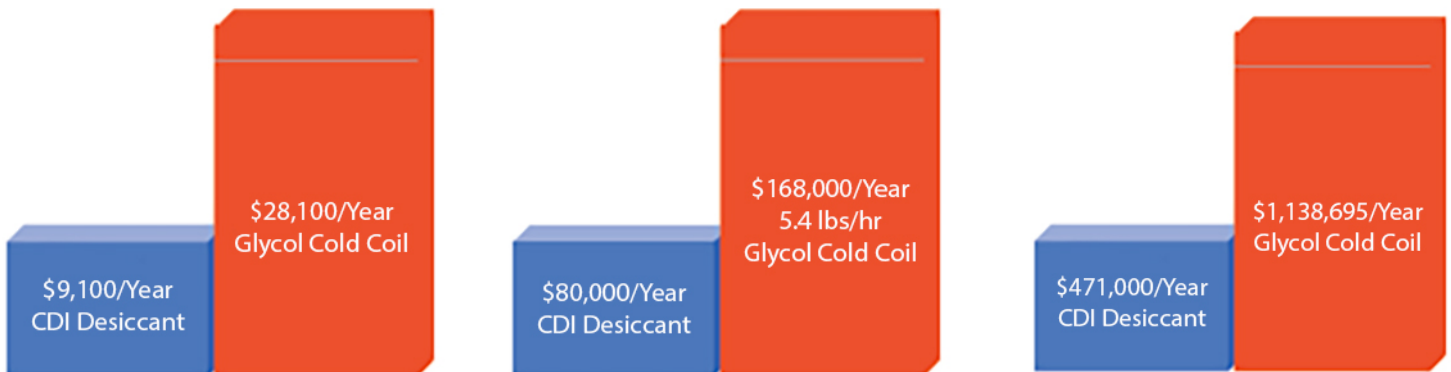 $9,100/Year
CDI Desiccant
$28,100/Year
Glycol Cold Coil
$80,000/Year
CDI Desiccant
$168,000/Year
5.4 lbs/hr
Glycol Cold Coil
$471,000/Year
CDI Desiccant
$1,138,695/Year
Glycol Cold Coil